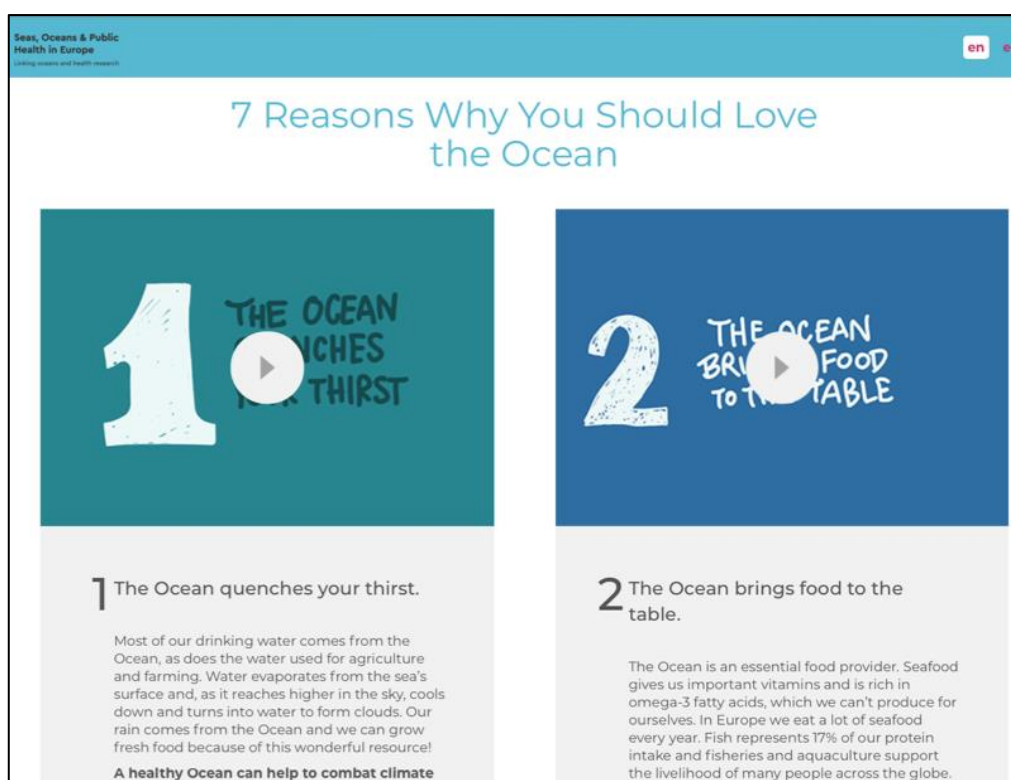 Seas, Oceans & Public
Health in Europe
Linking oceans and health research
en
e
7 Reasons Why You Should Love
the Ocean
1
THE OCEAN
NCHES
THIRST
2
THE OCEAN
BR FOOD
TO TABLE
1 The Ocean quenches your thirst.
Most of our drinking water comes from the
Ocean, as does the water used for agriculture
and farming. Water evaporates from the sea's
surface and, as it reaches higher in the sky, cools
down and turns into water to form clouds. Our
rain comes from the Ocean and we can grow
fresh food because of this wonderful resource!
A healthy Ocean can help to combat climate
2 The Ocean brings food to the
table.
The Ocean is an essential food provider. Seafood
gives us important vitamins and is rich in
omega-3 fatty acids, which we can't produce for
ourselves. In Europe we eat a lot of seafood
every year. Fish represents 17% of our protein
intake and fisheries and aquaculture support
the livelihood of many people across the globe.